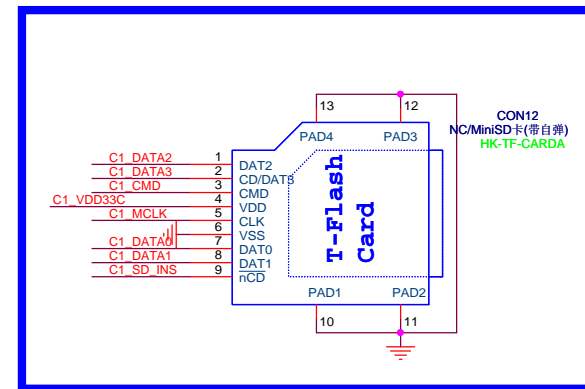 13
12
CON12
NC/MiniSD卡(带自弹)
HK-TF-CARDA
PAD4
PAD3
C1_DATA2
1
DAT2
C1_DATA3
2
CD/DAT3
C1_CMD
3
CMD
C1_VDD33C
4
VDD
C1_MCLK
5
CLK
6
VSS
C1_DATA0
7
DAT0
C1_DATA1
8
DAT1
C1_SD_INS
9
nCD
T-Flash
Card
PAD1
PAD2
10
11